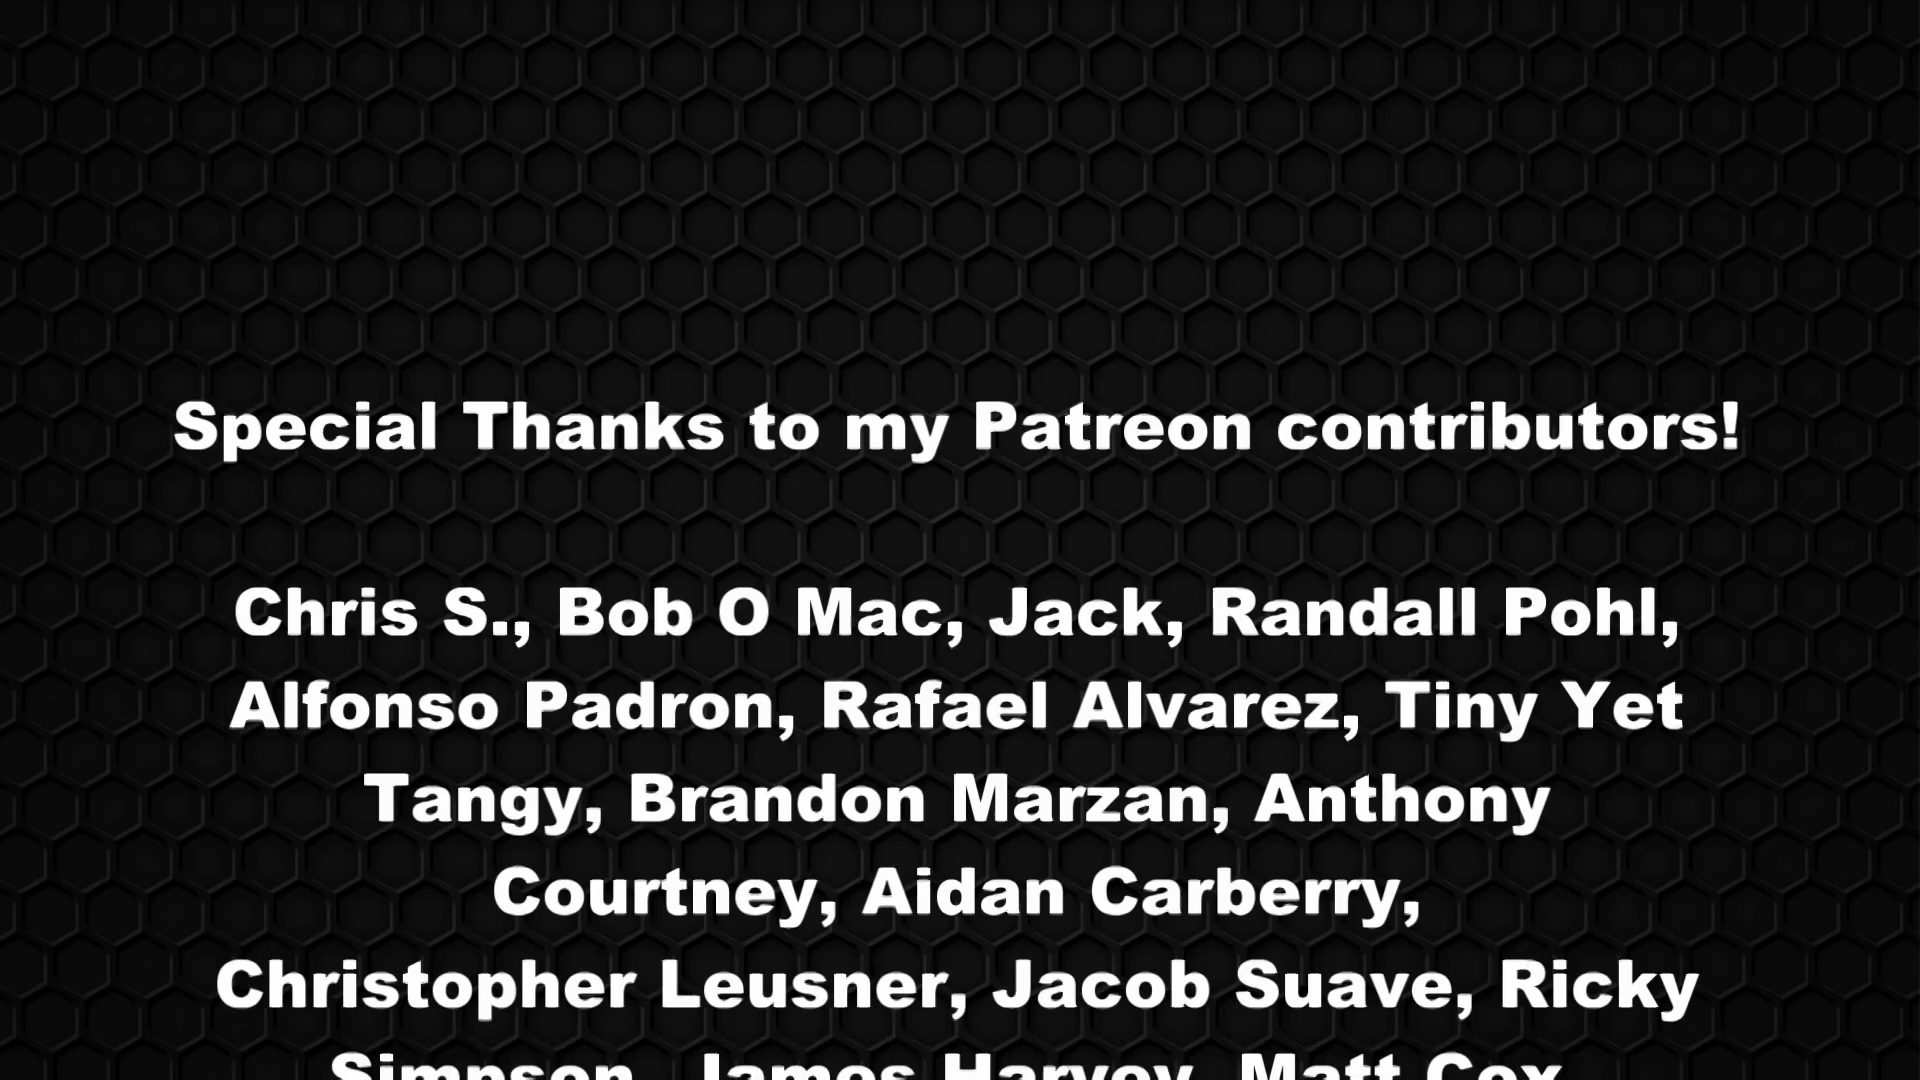 Special Thanks to my Patreon contributors!
Chris S., Bob O Mac, Jack, Randall Pohl,
Alfonso Padron, Rafael Alvarez, Tiny Yet
Tangy, Brandon Marzan, Anthony
Courtney, Aidan Carberry,
Christopher Leusner, Jacob Suave, Ricky
Simpson, James Harvey, Matt Cox